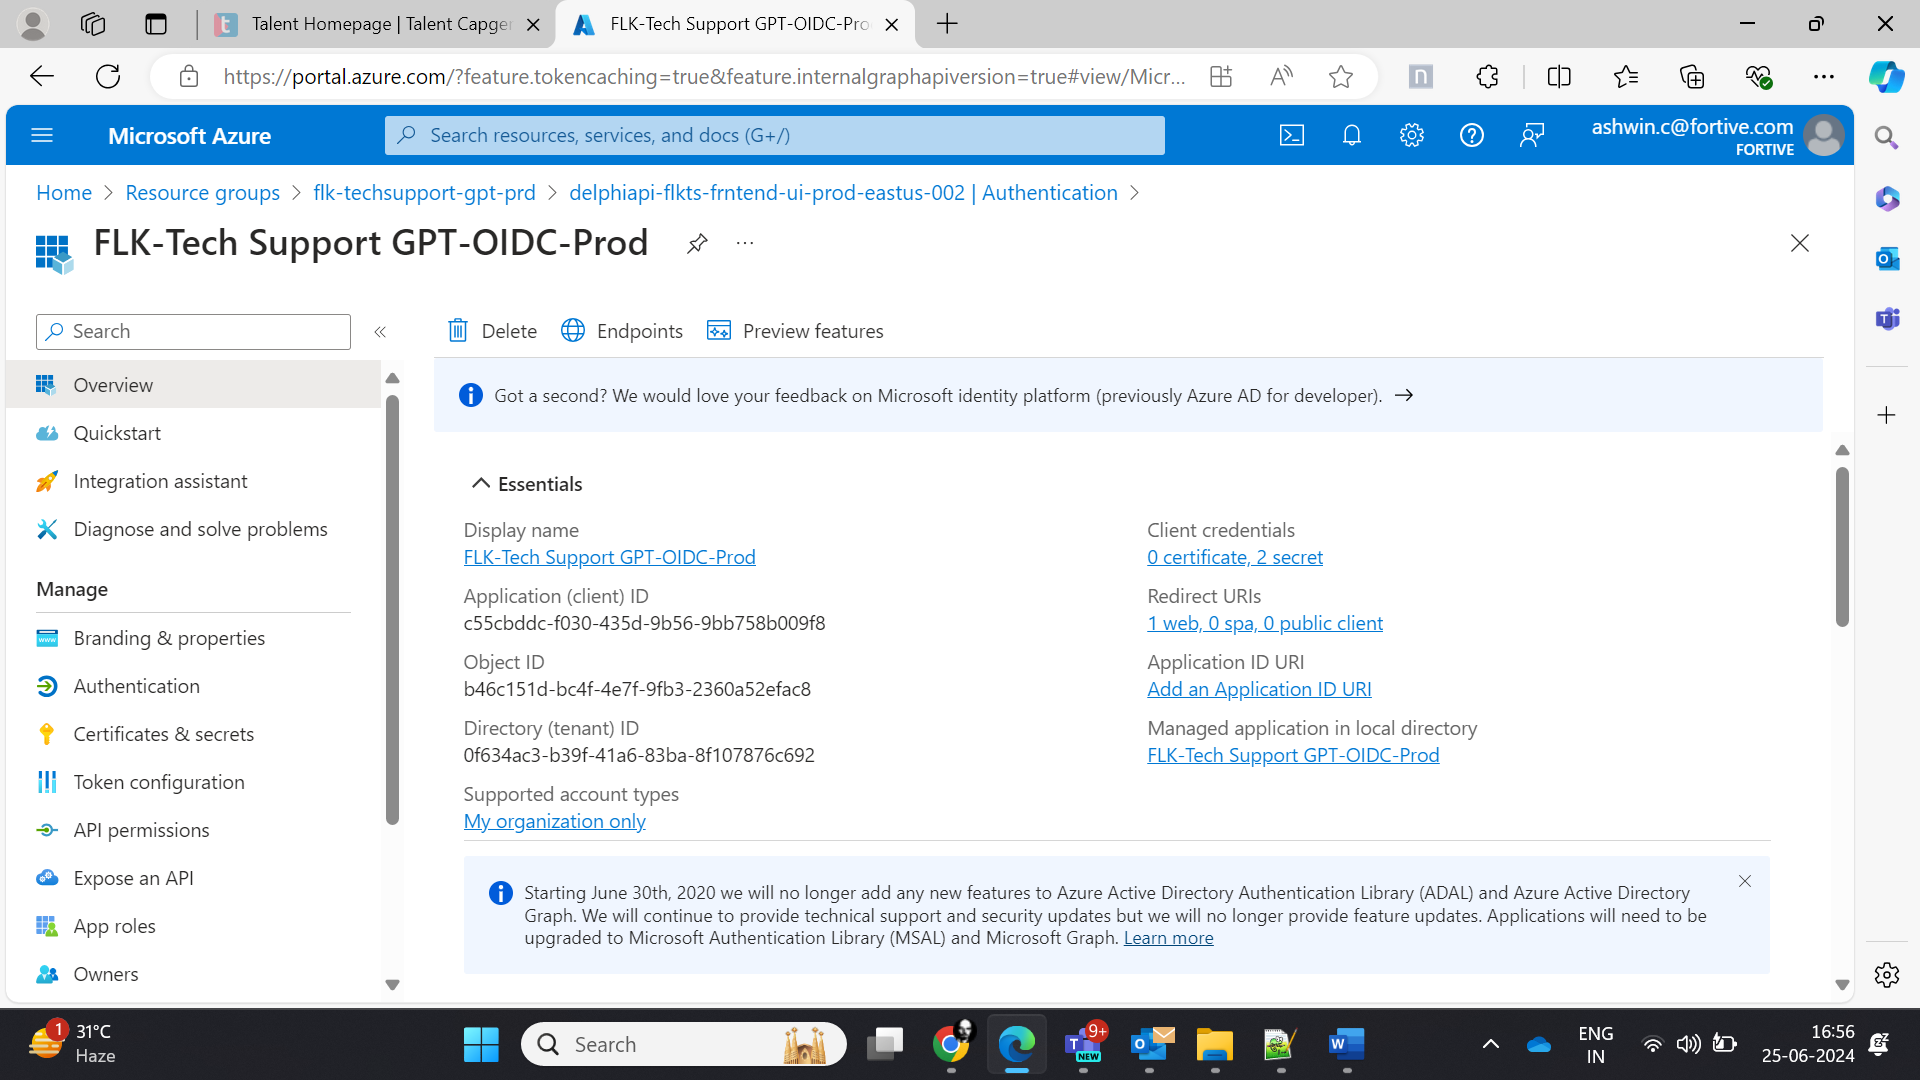 Talent Homepage | Talent Capger
FLK-Tech Support GPT-OIDC-Pro
https://portal.azure.com/?feature.tokencaching=true&feature.internalgraphapiversion=true#view/Micr...
Microsoft Azure
Search resources, services, and docs (G+/)
ashwin.c@fortive.com
FORTIVE
Home > Resource groups > flk-techsupport-gpt-prd > delphiapi-flkts-frntend-ui-prod-eastus-002 | Authentication >
FLK-Tech Support GPT-OIDC-Prod
Search
Delete
Endpoints
Preview features
Got a second? We would love your feedback on Microsoft identity platform (previously Azure AD for developer).
Overview
Quickstart
Integration assistant
Diagnose and solve problems
Manage
Branding & properties
Authentication
Certificates & secrets
Token configuration
API permissions
Expose an API
App roles
Owners
Essentials
Display name
FLK-Tech Support GPT-OIDC-Prod
Application (client) ID
c55cbddc-f030-435d-9b56-9bb758b009f8
Object ID
b46c151d-bc4f-4e7f-9fb3-2360a52efac8
Directory (tenant) ID
0f634ac3-b39f-41a6-83ba-8f107876c692
Supported account types
My organization only
Client credentials
0 certificate, 2 secret
Redirect URIs
1 web, 0 spa, 0 public client
Application ID URI
Add an Application ID URI
Managed application in local directory
FLK-Tech Support GPT-OIDC-Prod
Starting June 30th, 2020 we will no longer add any new features to Azure Active Directory Authentication Library (ADAL) and Azure Active Directory
Graph. We will continue to provide technical support and security updates but we will no longer provide feature updates. Applications will need to be
upgraded to Microsoft Authentication Library (MSAL) and Microsoft Graph. Learn more
1
31°C
Haze
Search
9+
NEW
ENG
IN
16:56
25-06-2024